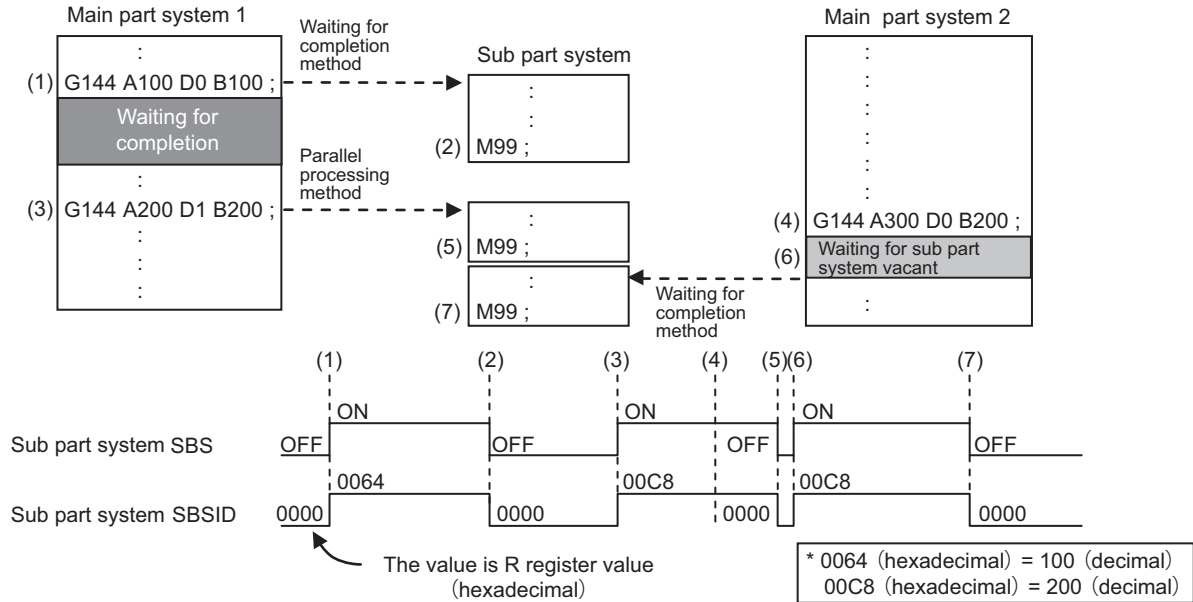 Main part system 1
:
(1) G144 A100 D0 B100 ;
Waiting for
completion
:
(3) G144 A200 D1 B200 ;
:
:
:
Waiting for
completion
method
Parallel
processing
method
Sub part system
:
:
(2) M99 ;
:
(5) M99 ;
:
(7) M99 ;
Main part system 2
:
:
:
:
:
:
(4) G144 A300 D0 B200 ;
(6) Waiting for sub part
system vacant
:
Waiting for
completion
method
(1) (2) (3) (4) (5) (6) (7)
Sub part system SBS OFF ON OFF ON OFF ON OFF
Sub part system SBSID 0000 0064 0000 00C8 0000 00C8 0000
The value is R register value
(hexadecimal)
* 0064 (hexadecimal) = 100 (decimal)
00C8 (hexadecimal) = 200 (decimal)